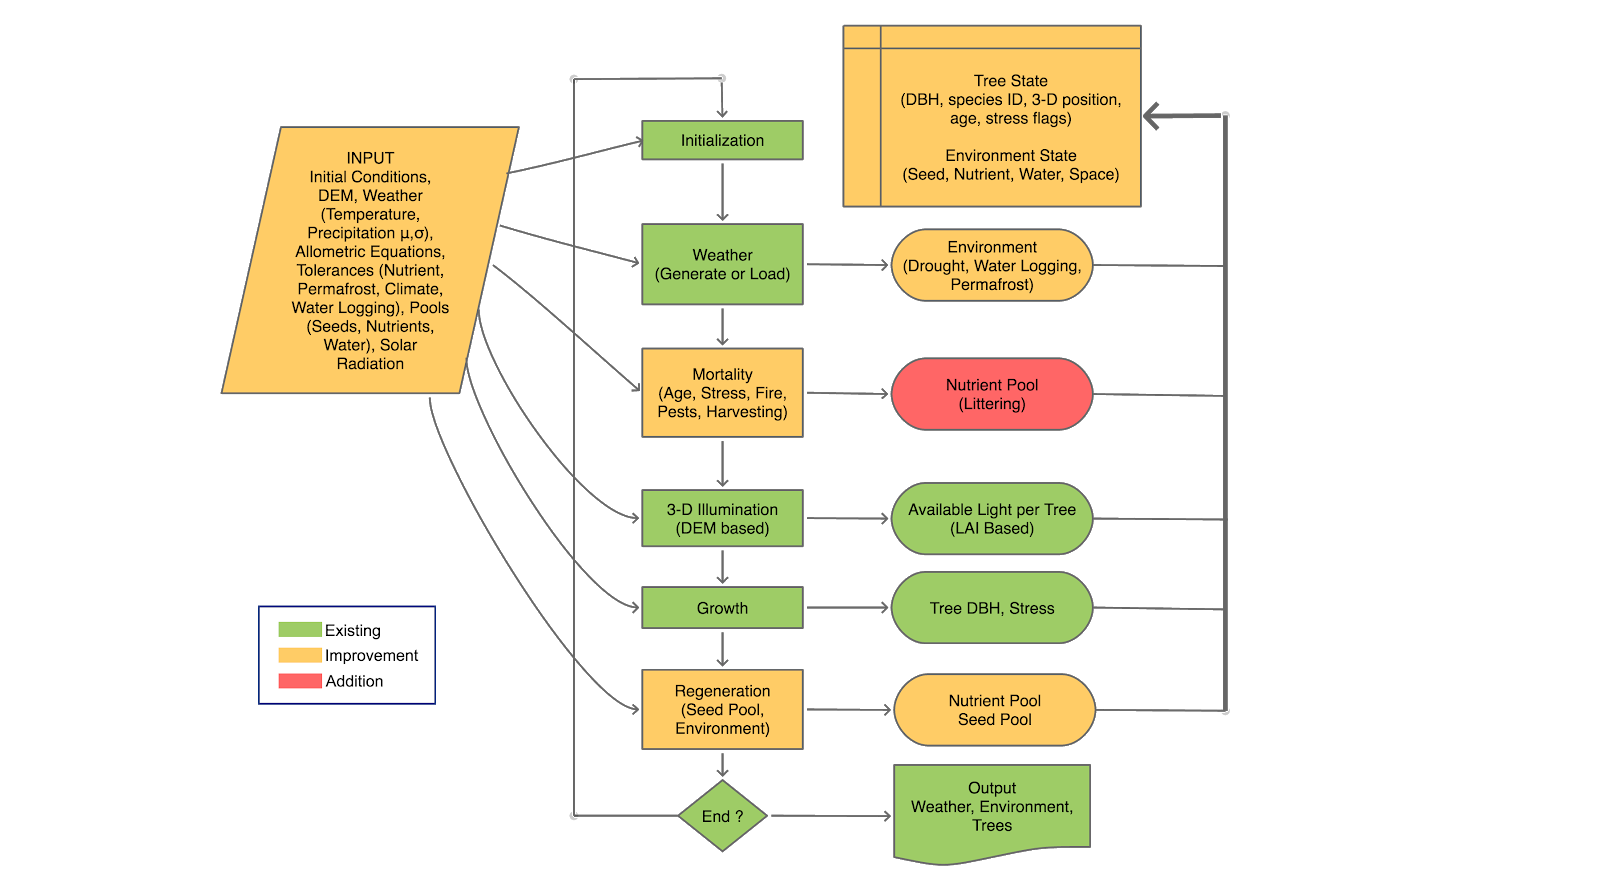 INPUT
Initial Conditions,
DEM, Weather
(Temperature,
Precipitation μ,σ),
Allometric Equations,
Tolerances (Nutrient,
Permafrost, Climate,
Water Logging), Pools
(Seeds, Nutrients,
Water), Solar
Radiation
Initialization
Weather
(Generate or Load)
Mortality
(Age, Stress, Fire,
Pests, Harvesting)
3-D Illumination
(DEM based)
Growth
Regeneration
(Seed Pool,
Environment)
End ?
Tree State
(DBH, species ID, 3-D position,
age, stress flags)
Environment State
(Seed, Nutrient, Water, Space)
Environment
(Drought, Water Logging,
Permafrost)
Nutrient Pool
(Littering)
Available Light per Tree
(LAI Based)
Tree DBH, Stress
Nutrient Pool
Seed Pool
Output
Weather, Environment,
Trees
Existing
Improvement
Addition